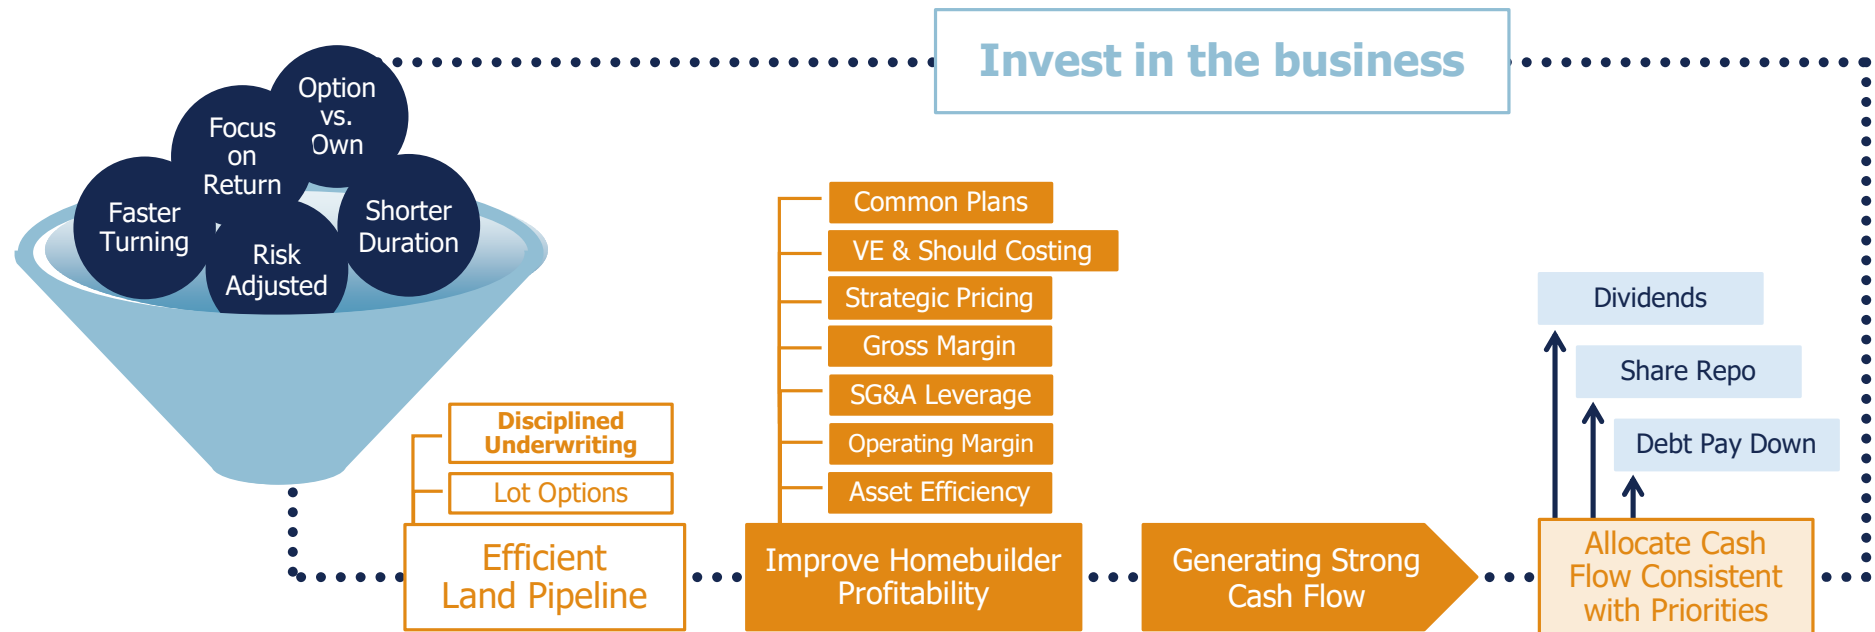 Invest in the business
Option
vs.
Own
Focus
on
Return
Faster
Turning
Risk
Adjusted
Shorter
Duration
Disciplined
Underwriting
Lot Options
Efficient
Land Pipeline
Common Plans
VE & Should Costing
Strategic Pricing
Gross Margin
SG&A Leverage
Operating Margin
Asset Efficiency
Improve Homebuilder
Profitability
Generating Strong
Cash Flow
Dividends
Share Repo
Debt Pay Down
Allocate Cash
Flow Consistent
with Priorities